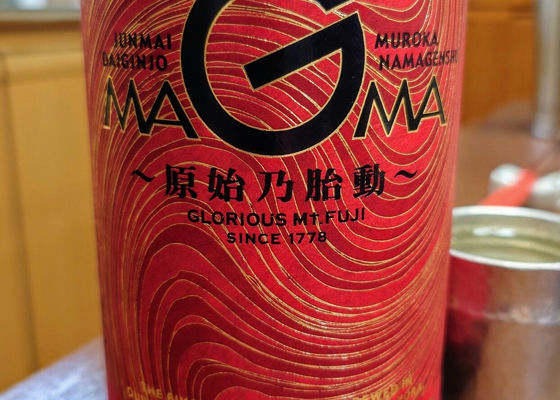 JUNMAI
DAIGINJO
MUROKA
NAMAGENSHU
MAGMA
~原始乃胎動~
GLORIOUS Mt.FUJI
SINCE 1778